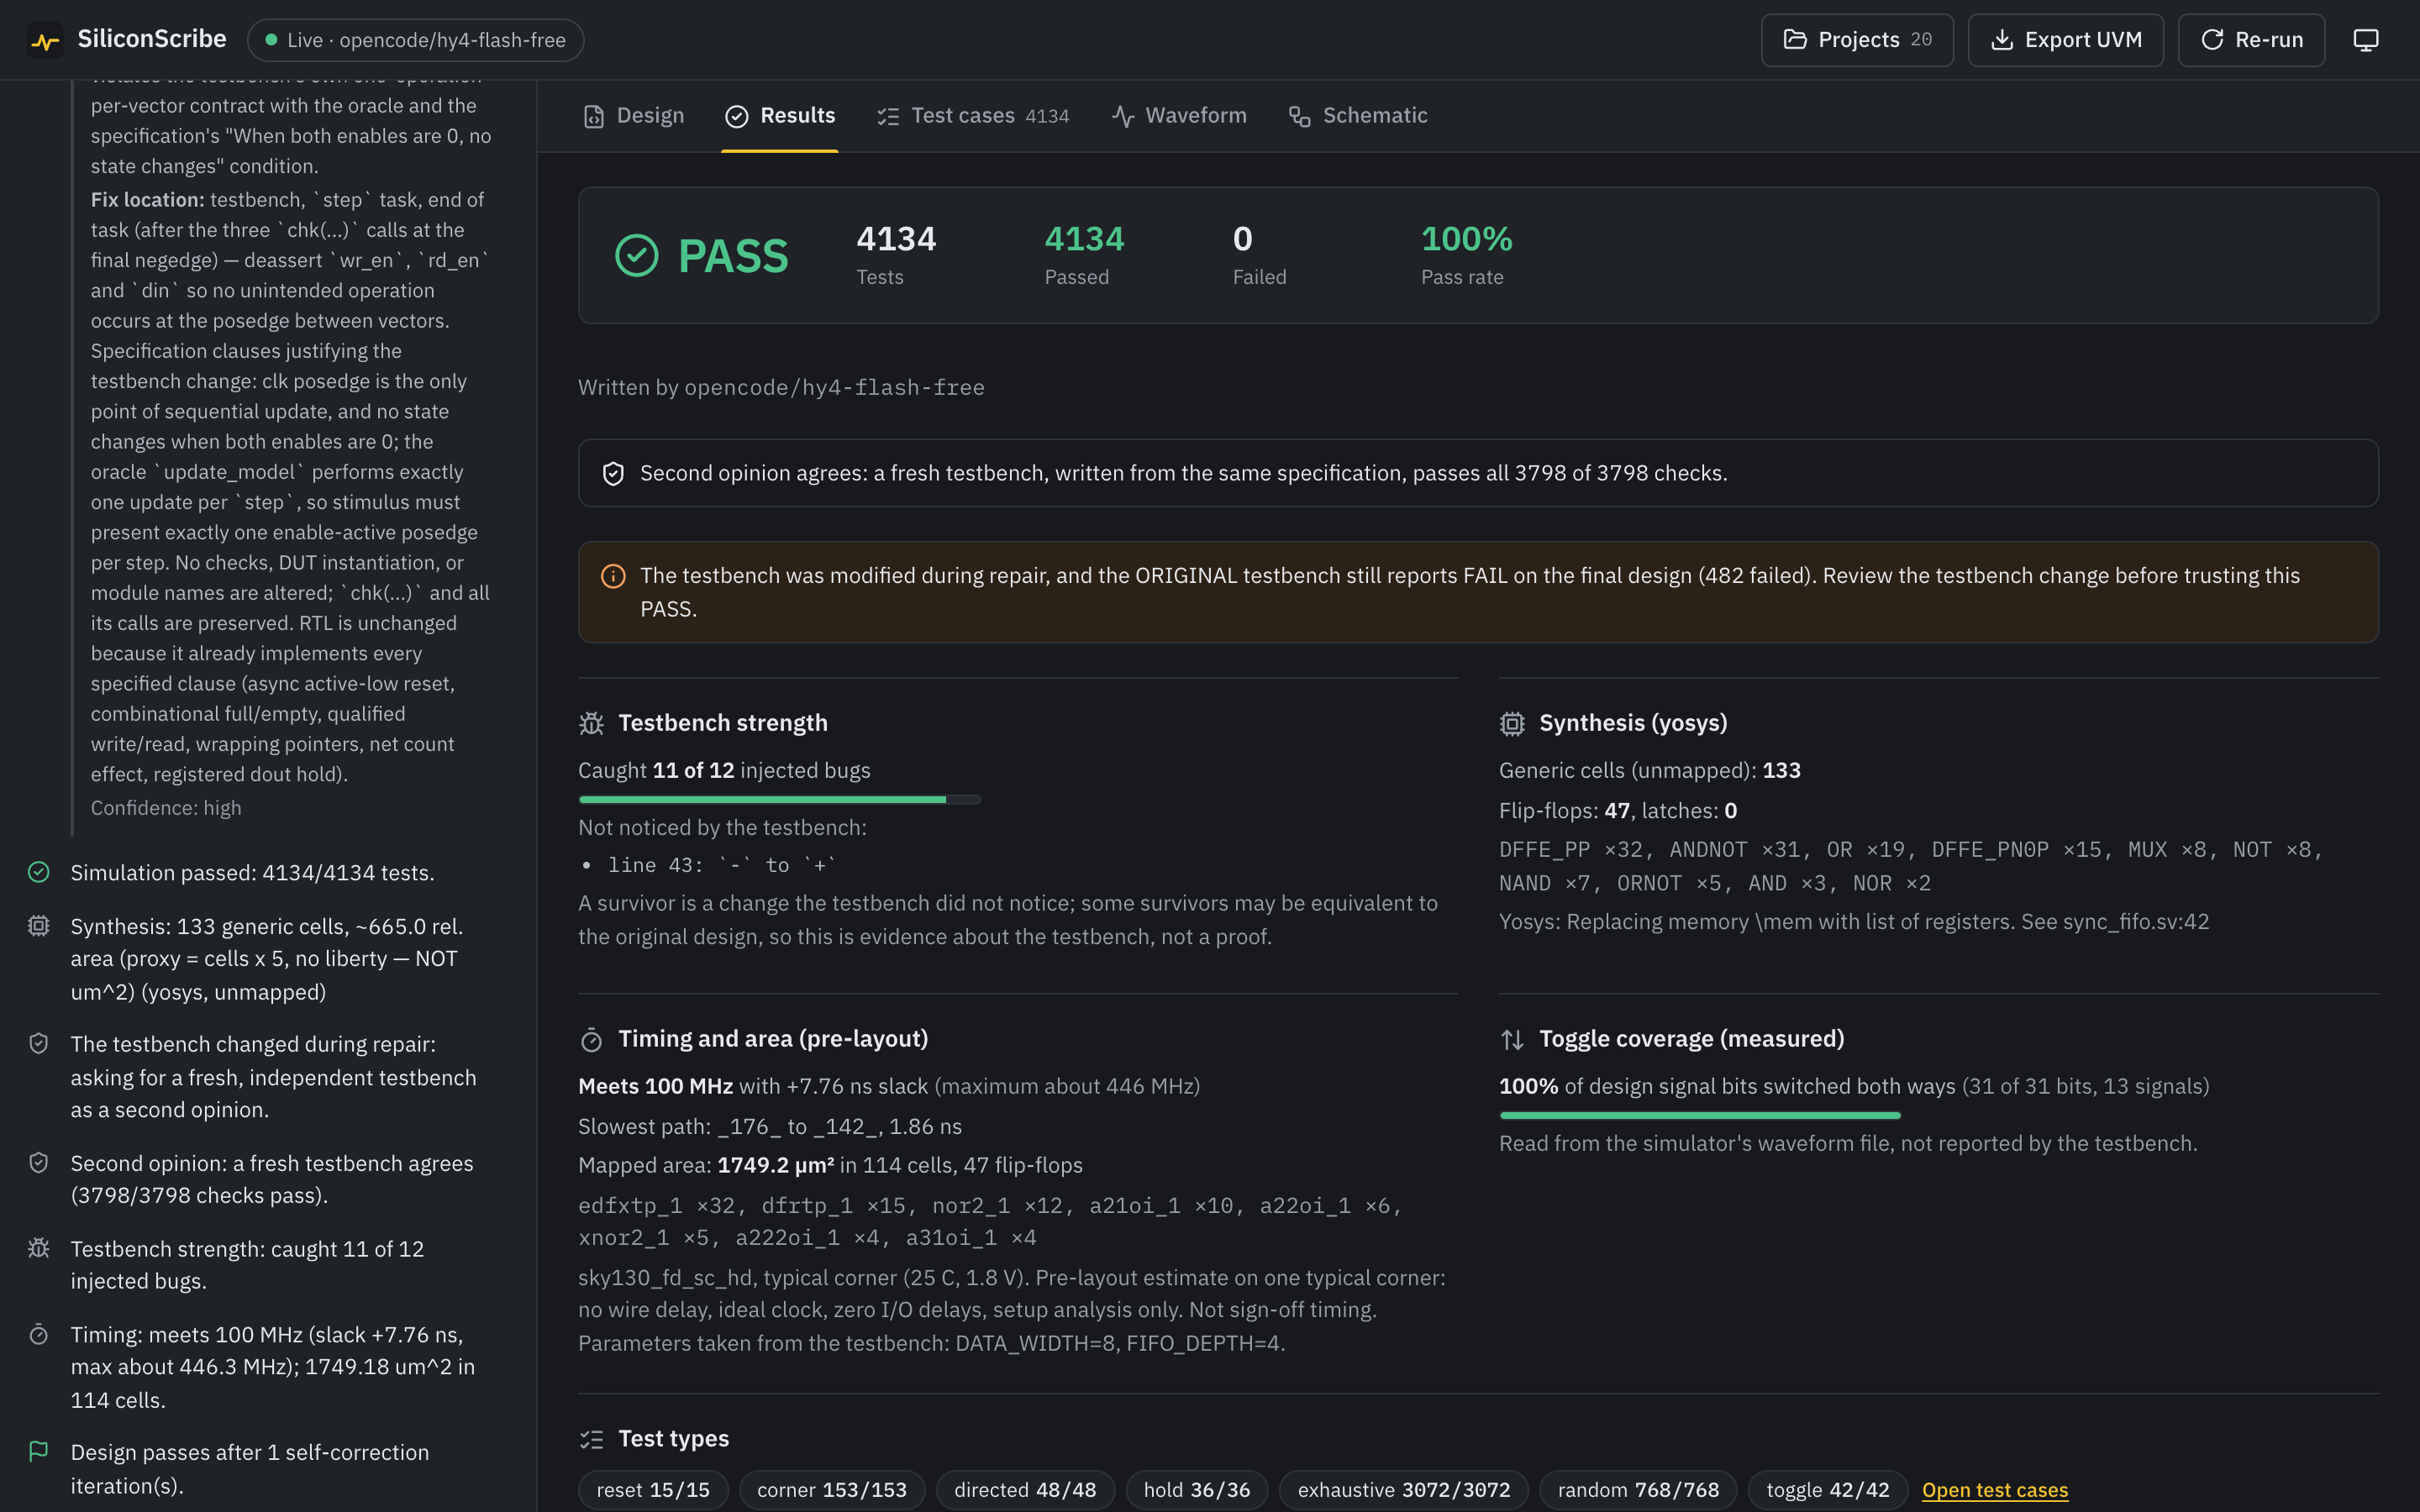 SiliconScribe
Live · opencode/hy4-flash-free
Projects 20
Export UVM
Re-run
per-vector contract with the oracle and the
specification's "When both enables are 0, no
state changes" condition.
Fix location: testbench, `step` task, end of
task (after the three `chk(...)` calls at the
final negedge) — deassert `wr_en`, `rd_en`
and `din` so no unintended operation
occurs at the posedge between vectors.
Specification clauses justifying the
testbench change: clk posedge is the only
point of sequential update, and no state
changes when both enables are 0; the
oracle `update_model` performs exactly
one update per `step`, so stimulus must
present exactly one enable-active posedge
per step. No checks, DUT instantiation, or
module names are altered; `chk(...)` and all
its calls are preserved. RTL is unchanged
because it already implements every
specified clause (async active-low reset,
combinational full/empty, qualified
write/read, wrapping pointers, net count
effect, registered dout hold).
Confidence: high
Simulation passed: 4134/4134 tests.
Synthesis: 133 generic cells, ~665.0 rel.
area (proxy = cells x 5, no liberty — NOT
um^2) (yosys, unmapped)
The testbench changed during repair:
asking for a fresh, independent testbench
as a second opinion.
Second opinion: a fresh testbench agrees
(3798/3798 checks pass).
Testbench strength: caught 11 of 12
injected bugs.
Timing: meets 100 MHz (slack +7.76 ns,
max about 446.3 MHz); 1749.18 um^2 in
114 cells.
Design passes after 1 self-correction
iteration(s).
Design
Results
Test cases 4134
Waveform
Schematic
PASS
4134
Tests
4134
Passed
0
Failed
100%
Pass rate
Written by opencode/hy4-flash-free
Second opinion agrees: a fresh testbench, written from the same specification, passes all 3798 of 3798 checks.
The testbench was modified during repair, and the ORIGINAL testbench still reports FAIL on the final design (482 failed). Review the testbench change before trusting this
PASS.
Testbench strength
Caught 11 of 12 injected bugs
Not noticed by the testbench:
• line 43: `-` to `+`
A survivor is a change the testbench did not notice; some survivors may be equivalent to
the original design, so this is evidence about the testbench, not a proof.
Synthesis (yosys)
Generic cells (unmapped): 133
Flip-flops: 47, latches: 0
DFFE_PP ×32, ANDNOT ×31, OR ×19, DFFE_PN0P ×15, MUX ×8, NOT ×8,
NAND ×7, ORNOT ×5, AND ×3, NOR ×2
Yosys: Replacing memory \mem with list of registers. See sync_fifo.sv:42
Timing and area (pre-layout)
Meets 100 MHz with +7.76 ns slack (maximum about 446 MHz)
Slowest path: _176_ to _142_, 1.86 ns
Mapped area: 1749.2 µm² in 114 cells, 47 flip-flops
edfxtp_1 ×32, dfrtp_1 ×15, nor2_1 ×12, a21oi_1 ×10, a22oi_1 ×6,
xnor2_1 ×5, a222oi_1 ×4, a31oi_1 ×4
sky130_fd_sc_hd, typical corner (25 C, 1.8 V). Pre-layout estimate on one typical corner:
no wire delay, ideal clock, zero I/O delays, setup analysis only. Not sign-off timing.
Parameters taken from the testbench: DATA_WIDTH=8, FIFO_DEPTH=4.
Toggle coverage (measured)
100% of design signal bits switched both ways (31 of 31 bits, 13 signals)
Read from the simulator's waveform file, not reported by the testbench.
Test types
reset 15/15
corner 153/153
directed 48/48
hold 36/36
exhaustive 3072/3072
random 768/768
toggle 42/42
Open test cases